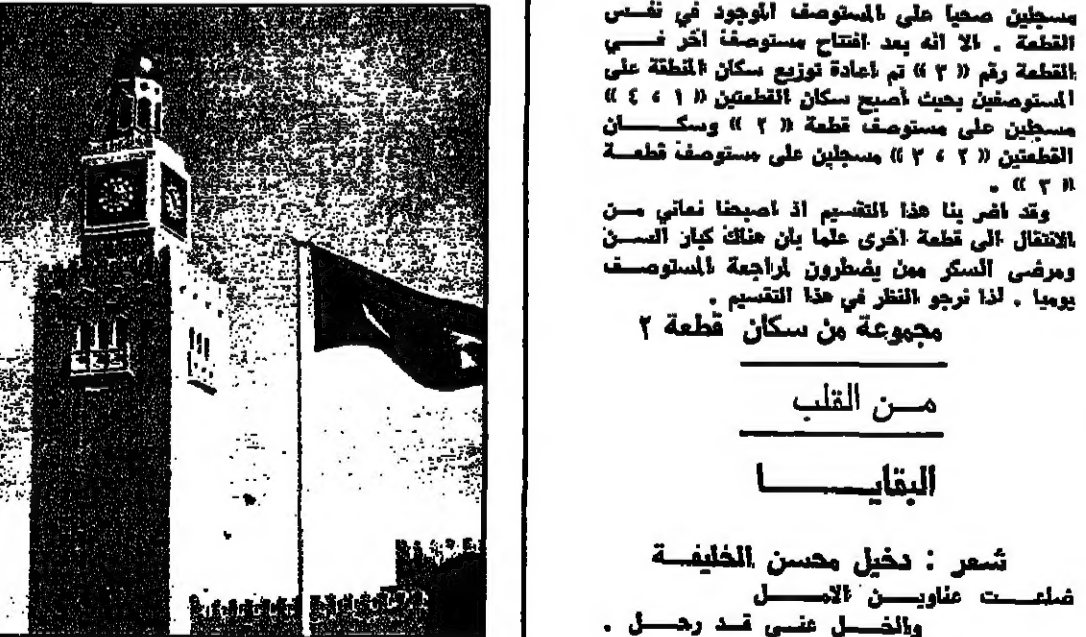 مسجلين صحيا على المستوصف الموجود في نفس
القطعة . الا انه بعد افتتاح مستوصف اخر في
القطعة رقم (( ٣ )) تم اعادة توزيع سكان المنطقة على
المستوصفين بحيث أصبح سكان القطعتين (( ١ ، ٤ ))
مسجلين على مستوصف قطعة (( ٢ )) وسكان
القطعتين (( ٢ ، ٣ )) مسجلين على مستوصف قطعة
(( ٣ )) .
وقد اضر بنا هذا التقسيم اذ اصبحنا نعاني من
الانتقال الى قطعة اخرى علما بان هناك كبار السن
ومرضى السكر ممن يضطرون لمراجعة المستوصف
يوميا . لذا نرجو النظر في هذا التقسيم .
مجموعة من سكان قطعة ٢
من القلب
البقايا
شعر : دخيل محسن الخليفة
ضاعت عناوين الامل
والخل عني قد رحل .